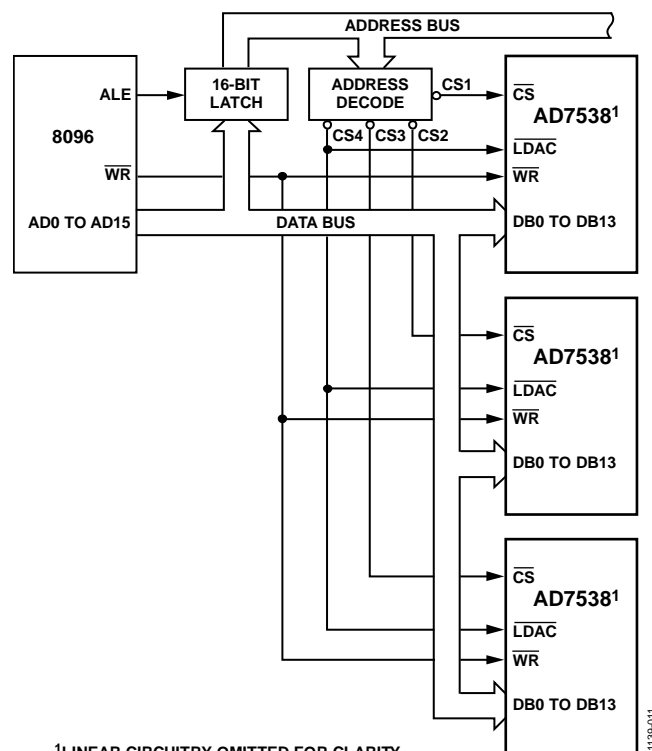 ADDRESS BUS
ALE
16-BIT
LATCH
ADDRESS
DECODE
CS1
CS
AD7538¹
8096
CS4
CS3
CS2
LDAC
WR
WR
AD0 TO AD15
DATA BUS
DB0 TO DB13
CS
AD7538¹
LDAC
WR
DB0 TO DB13
CS
AD7538¹
LDAC
WR
DB0 TO DB13
¹LINEAR CIRCUITRY OMITTED FOR CLARITY